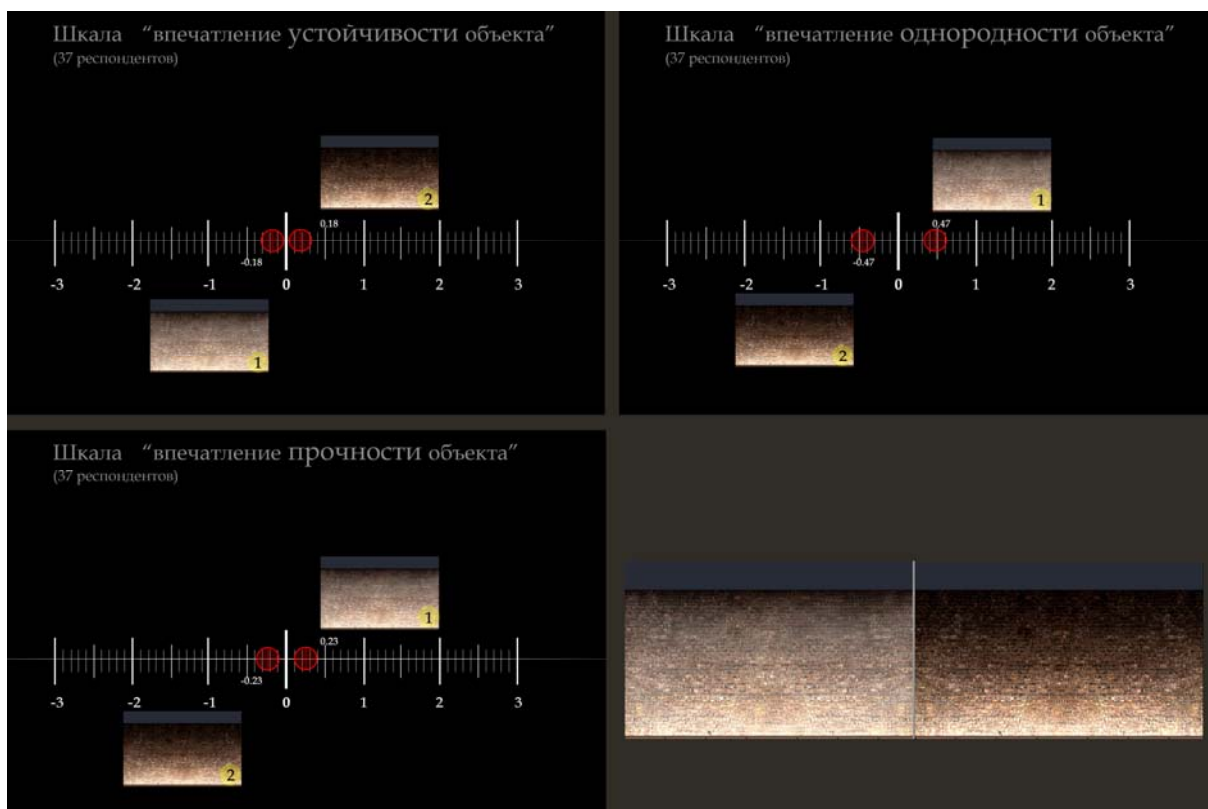 Шкала “впечатление устойчивости объекта”
(37 респондентов)
2
0.18
-0.18
-3 -2 -1 0 1 2 3
1
Шкала “впечатление однородности объекта”
(37 респондентов)
1
0.47
-0.47
-3 -2 -1 0 1 2 3
2
Шкала “впечатление прочности объекта”
(37 респондентов)
1
0.23
-0.23
-3 -2 -1 0 1 2 3
2